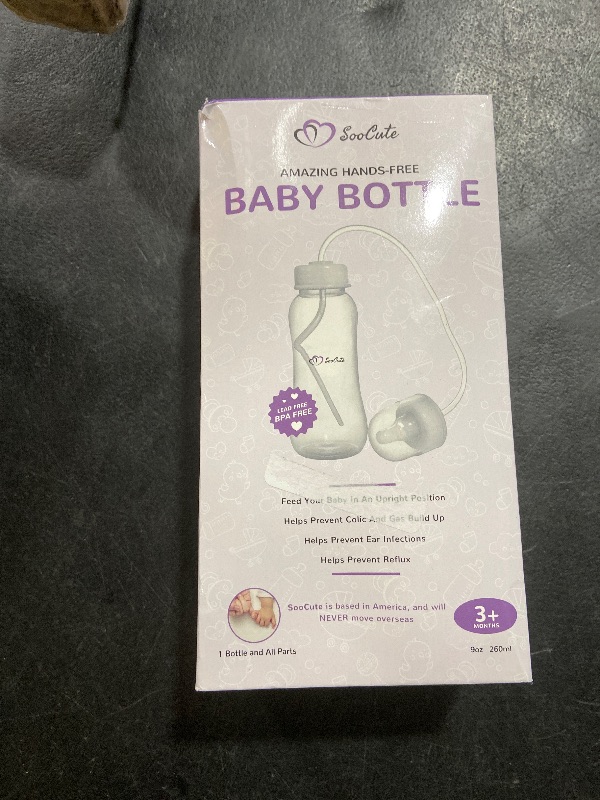 SooCute
AMAZING HANDS-FREE
BABY BOTTLE
SooCute
LEAD FREE
BPA FREE
Feed Your Baby In An Upright Position
Helps Prevent Colic And Gas Build Up
Helps Prevent Ear Infections
Helps Prevent Reflux
SooCute is based in America, and will
NEVER move overseas
3+
MONTHS
1 Bottle and All Parts
9oz 260ml